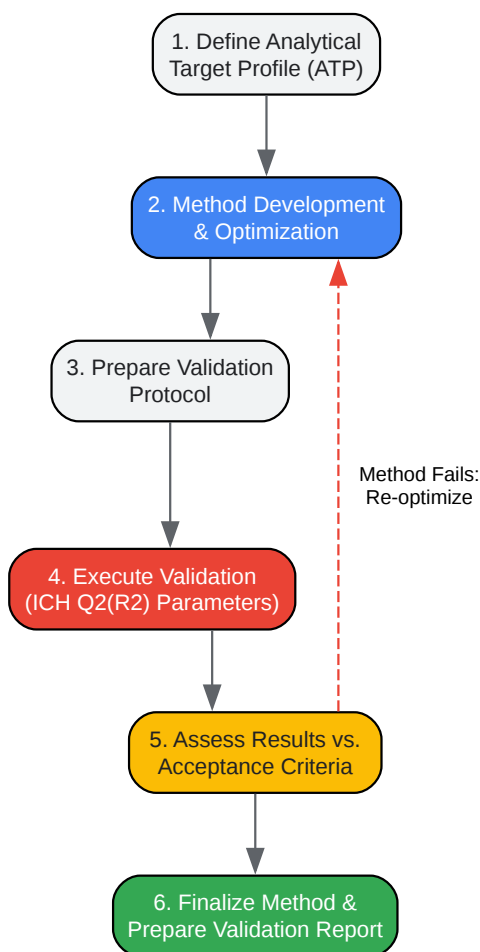 1. Define Analytical
Target Profile (ATP)
2. Method Development
& Optimization
3. Prepare Validation
Protocol
Method Fails:
Re-optimize
4. Execute Validation
(ICH Q2(R2) Parameters)
5. Assess Results vs.
Acceptance Criteria
6. Finalize Method &
Prepare Validation Report